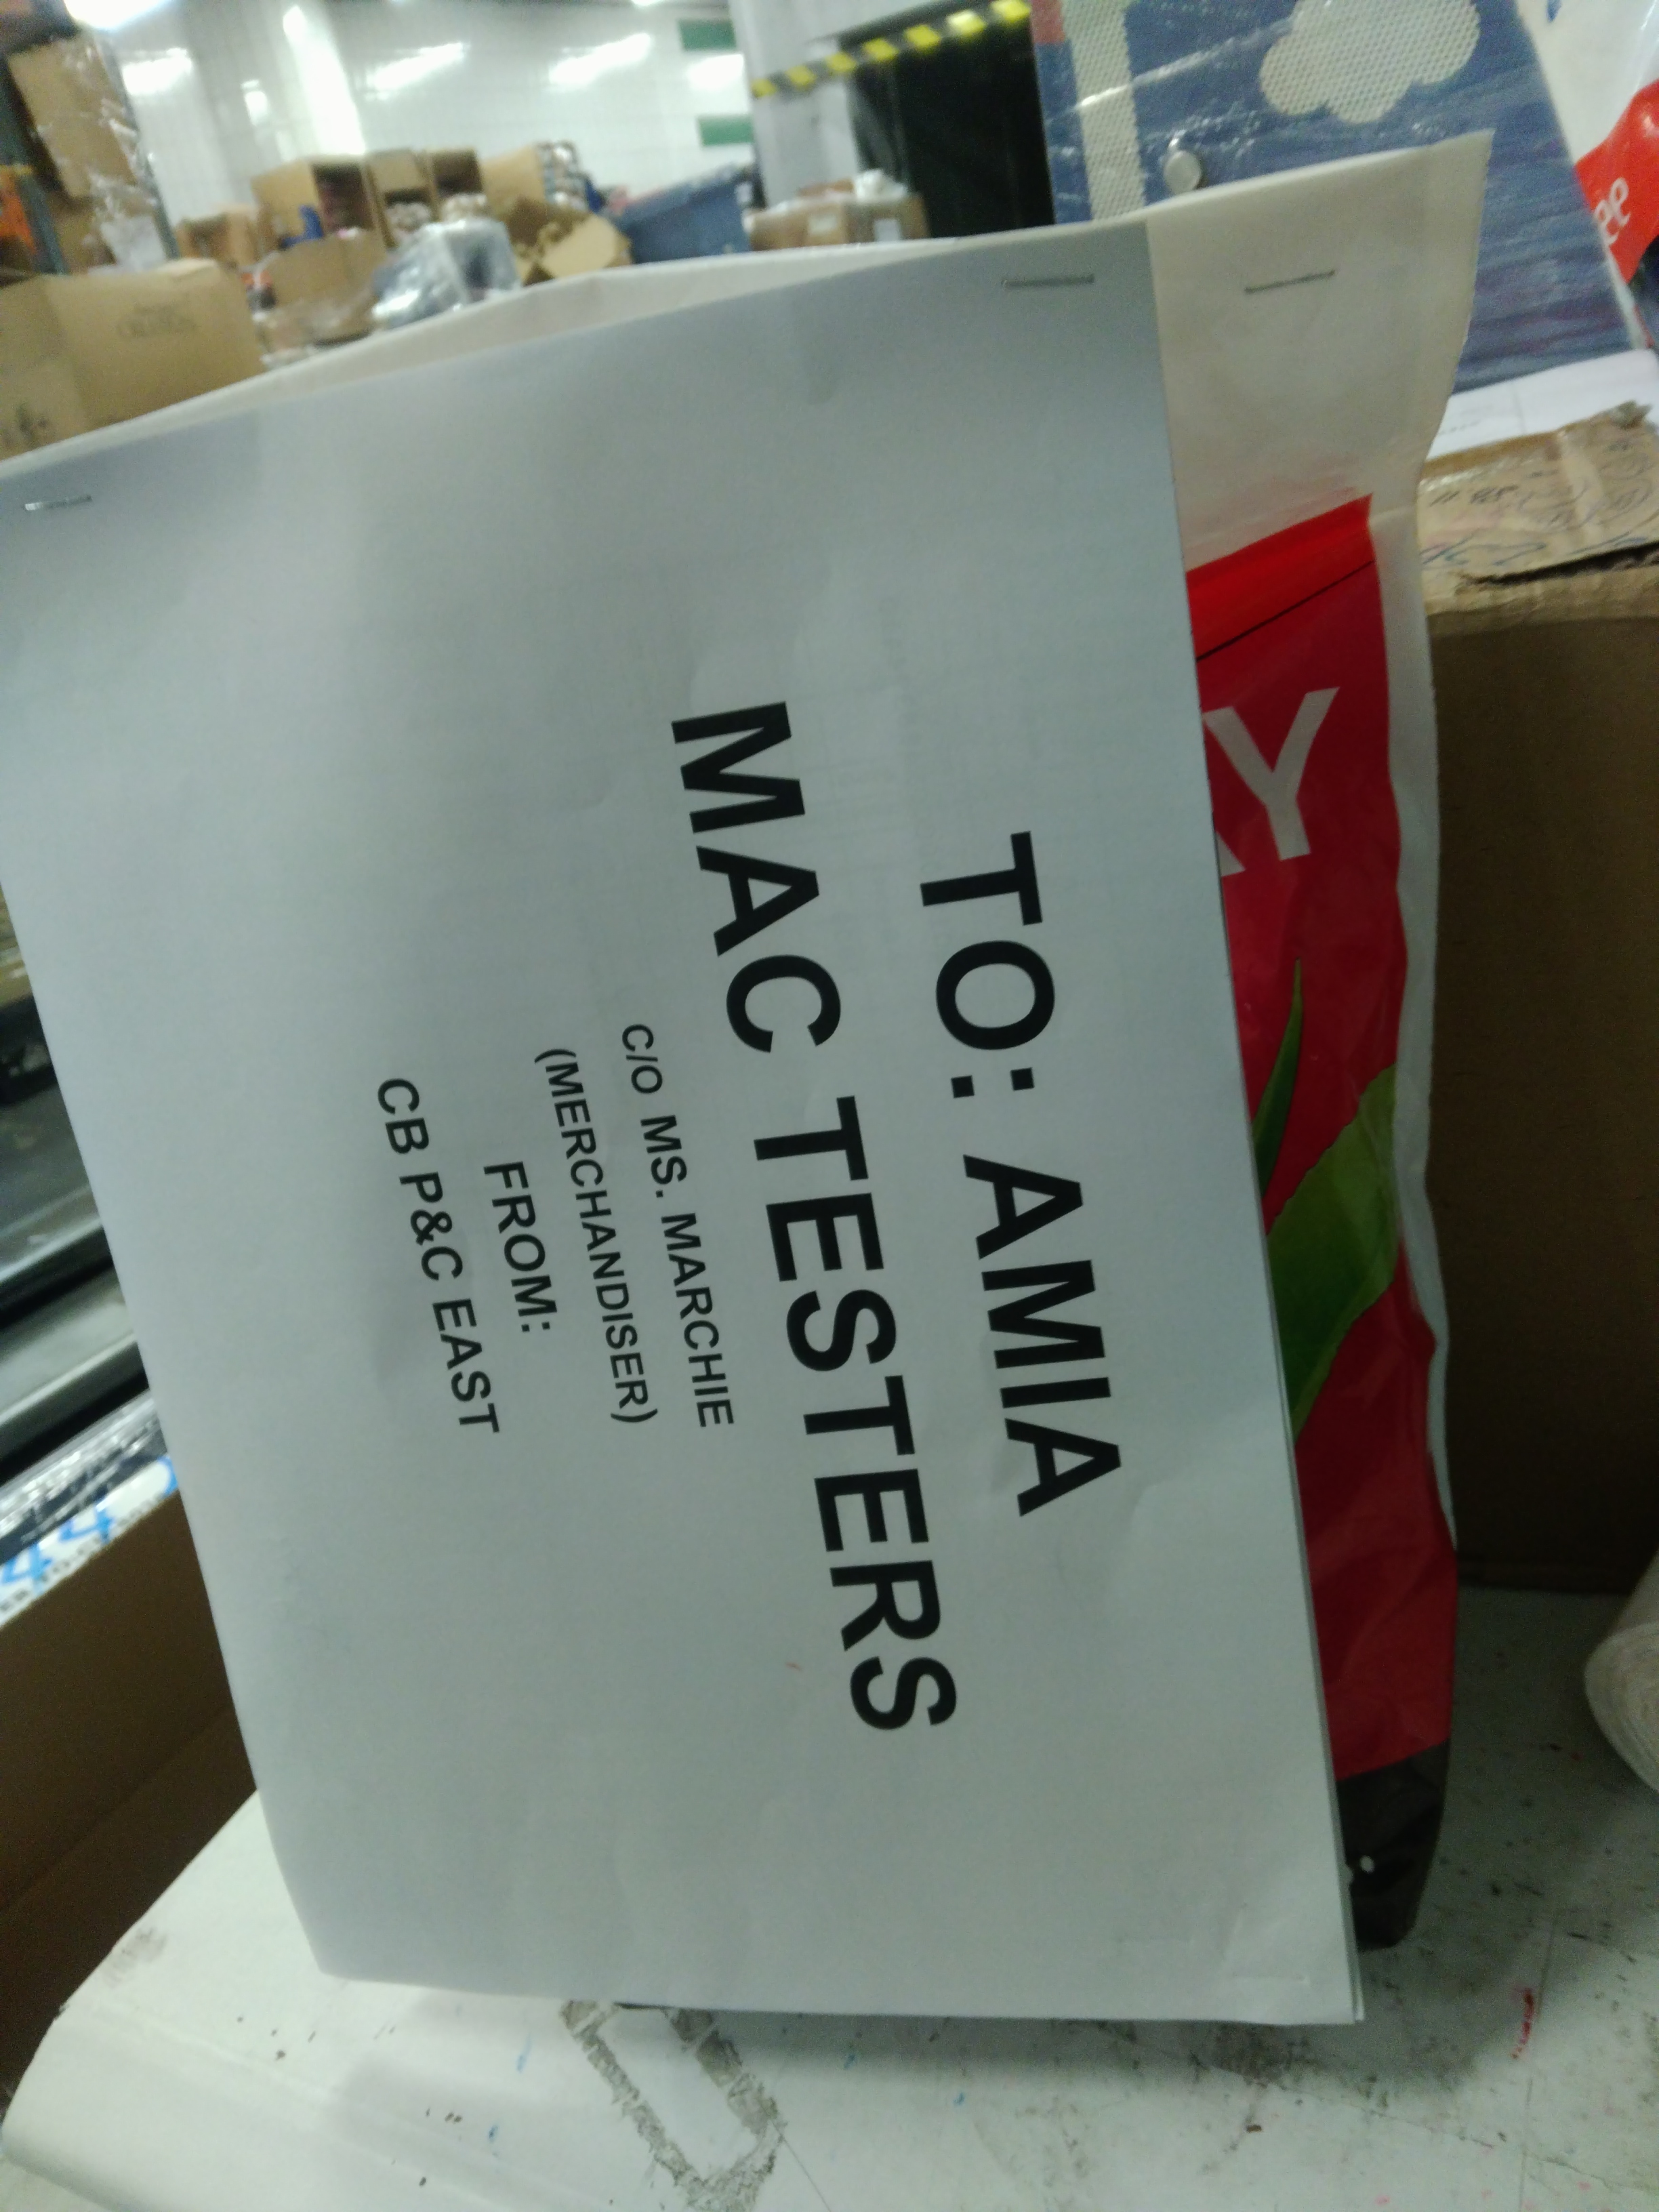 TO: AMIA
MAC TESTERS
C/O MS. MARCHIE
(MERCHANDISER)
FROM:
CB P&C EAST